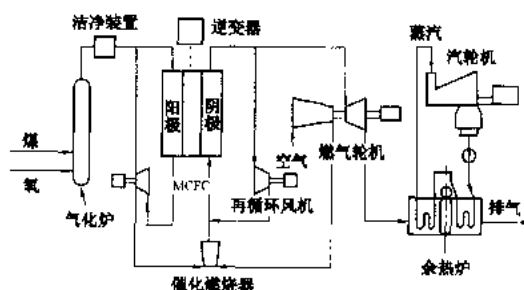 洁净装置
逆变器
蒸汽
汽轮机
阳极
阴极
煤
氧
空气
燃气轮机
MCFC
气化炉
再循环风机
排气
余热炉
催化燃烧器